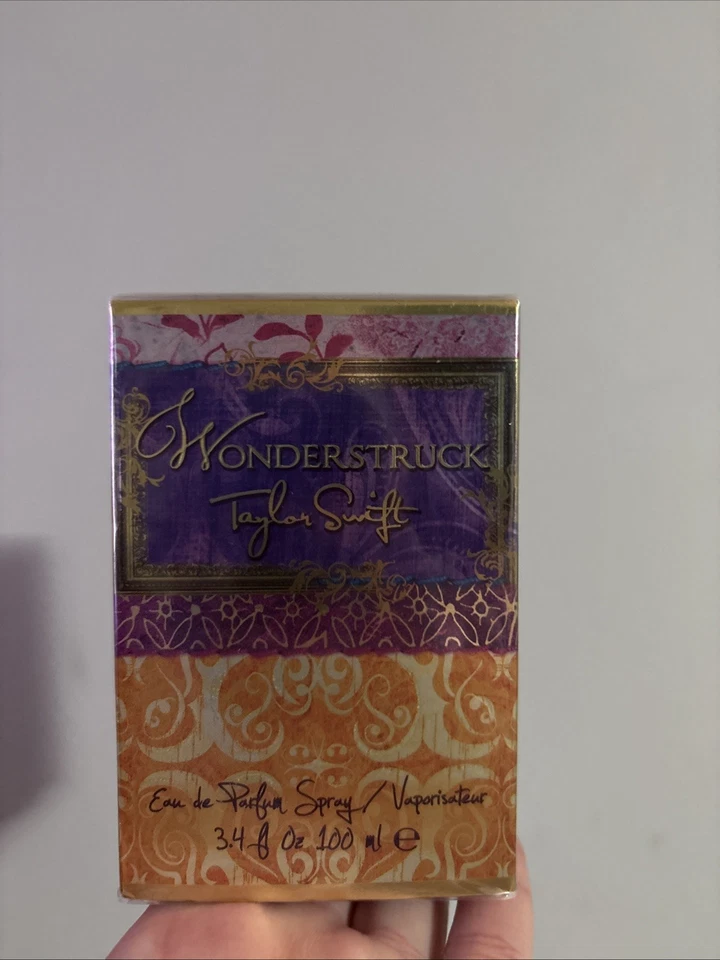 WONDERSTRUCK
Taylor Swift
Eau de Parfum Spray / Vaporisateur
3.4 fl Oz 100 ml ℮